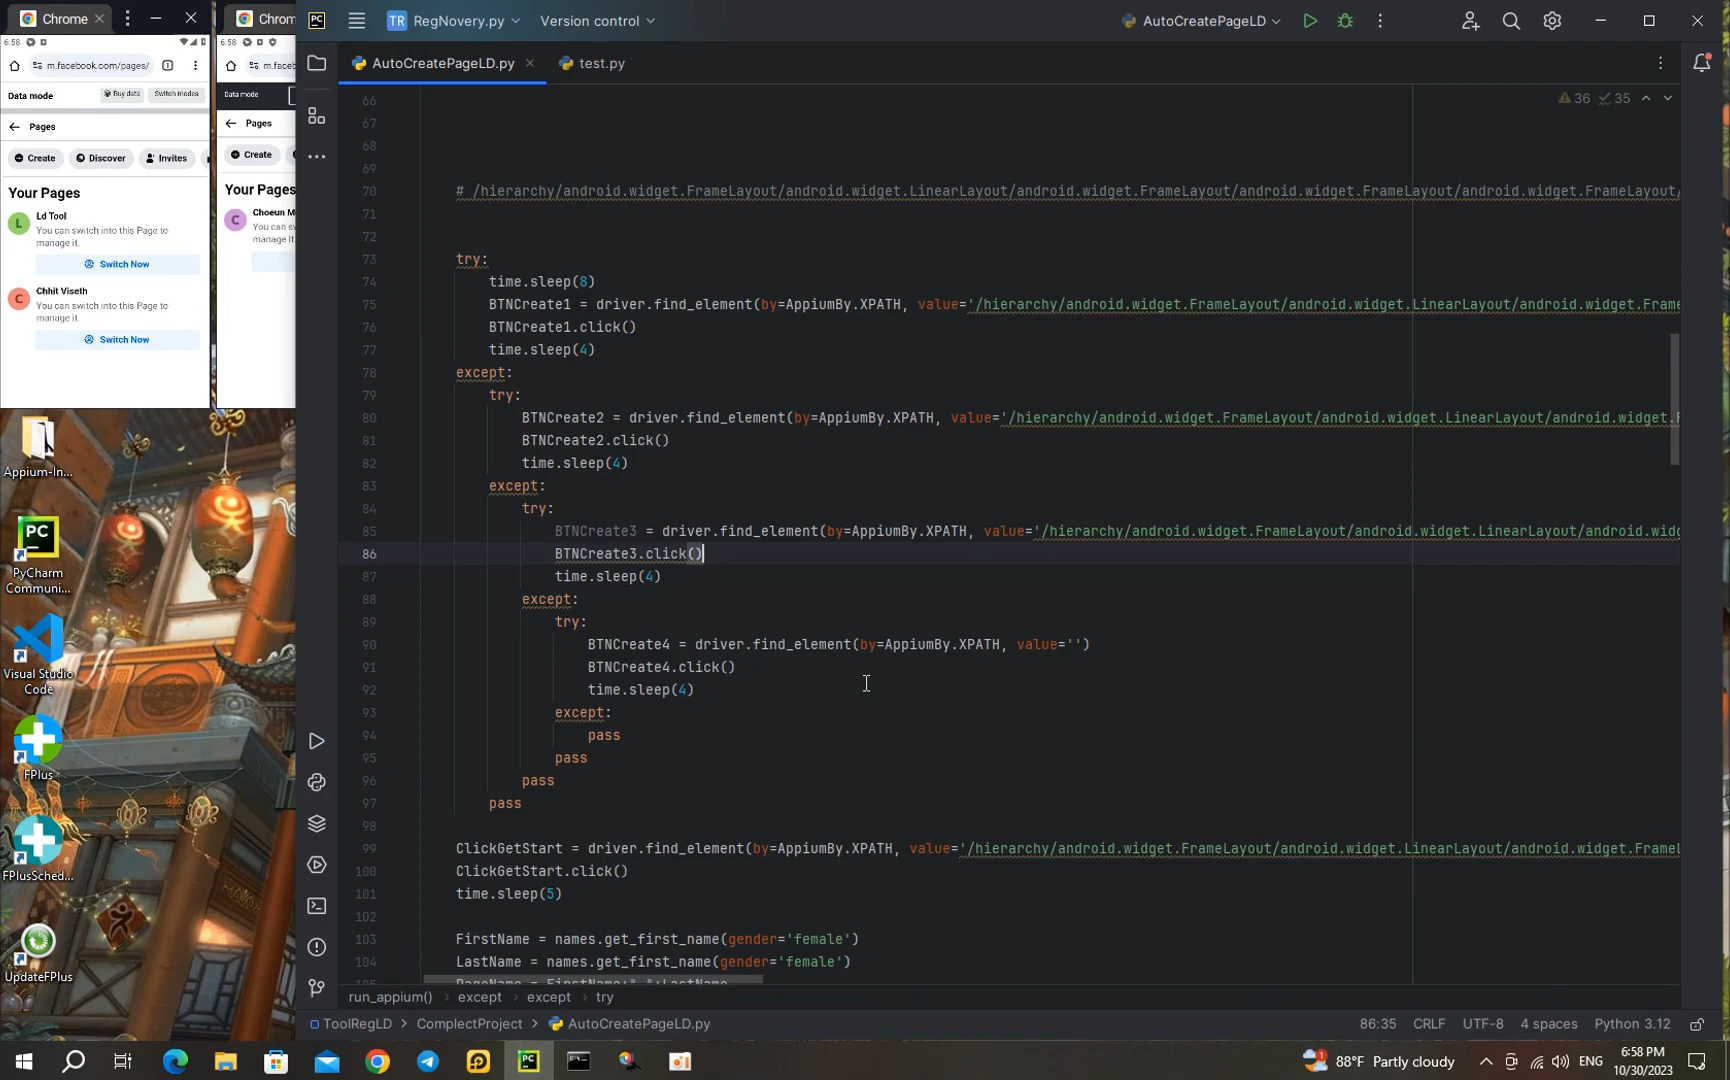 Chrome
6:58
m.facebook.com/pages/
Data mode
Buy data
Switch modes
Pages
Create
Discover
Invites
Your Pages
L
Ld Tool
You can switch into this Page to
manage it.
Switch Now
C
Chhit Viseth
You can switch into this Page to
manage it.
Switch Now
Chrom
6:58
m.face
Data mode
Pages
Create
Your Pages
C
Choeun M
You can sw
manage it.
Appium-In...
PC
PyCharm
Communi...
Visual Studio
Code
FPlus
FPlusSched...
UpdateFPlus
PC
TR
RegNovery.py
Version control
AutoCreatePageLD
AutoCreatePageLD.py
test.py
36
35
66
67
68
69
70 # /hierarchy/android.widget.FrameLayout/android.widget.LinearLayout/android.widget.FrameLayout/android.widget.FrameLayout/android.widget.FrameLayout/
71
72
73 try:
74 time.sleep(8)
75 BTNCreate1 = driver.find_element(by=AppiumBy.XPATH, value='/hierarchy/android.widget.FrameLayout/android.widget.LinearLayout/android.widget.Frame
76 BTNCreate1.click()
77 time.sleep(4)
78 except:
79 try:
80 BTNCreate2 = driver.find_element(by=AppiumBy.XPATH, value='/hierarchy/android.widget.FrameLayout/android.widget.LinearLayout/android.widget.F
81 BTNCreate2.click()
82 time.sleep(4)
83 except:
84 try:
85 BTNCreate3 = driver.find_element(by=AppiumBy.XPATH, value='/hierarchy/android.widget.FrameLayout/android.widget.LinearLayout/android.widg
86 BTNCreate3.click()
87 time.sleep(4)
88 except:
89 try:
90 BTNCreate4 = driver.find_element(by=AppiumBy.XPATH, value='')
91 BTNCreate4.click()
92 time.sleep(4)
93 except:
94 pass
95 pass
96 pass
97 pass
98
99 ClickGetStart = driver.find_element(by=AppiumBy.XPATH, value='/hierarchy/android.widget.FrameLayout/android.widget.LinearLayout/android.widget.FrameL
100 ClickGetStart.click()
101 time.sleep(5)
102
103 FirstName = names.get_first_name(gender='female')
104 LastName = names.get_first_name(gender='female')
PageName = FirstName+" "+LastName
run_appium() > except > except > try
ToolRegLD > ComplectProject > AutoCreatePageLD.py
86:35
CRLF
UTF-8
4 spaces
Python 3.12
88°F Partly cloudy
ENG
6:58 PM
10/30/2023